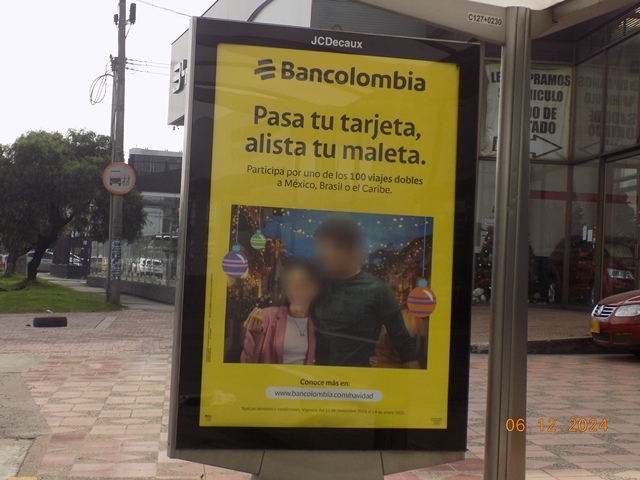 C127+0230
JCDecaux
Bancolombia
Pasa tu tarjeta,
alista tu maleta.
Participa por uno de los 100 viajes dobles
a México, Brasil o el Caribe.
Conoce más en:
www.bancolombia.com/navidad
06. 12. 2024